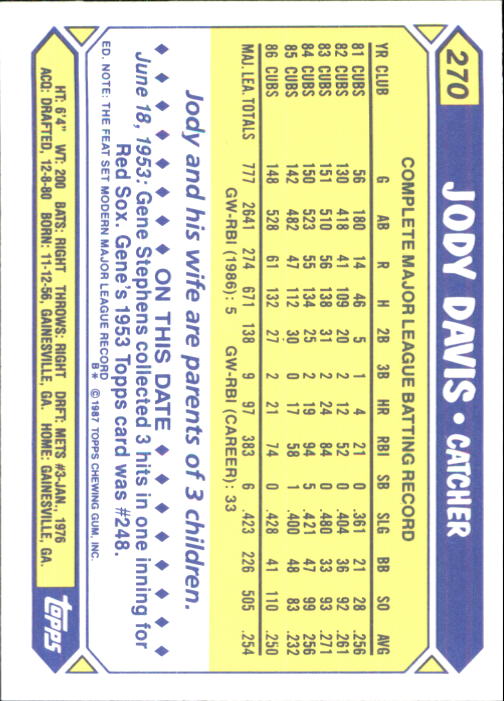 270
JODY DAVIS • CATCHER
COMPLETE MAJOR LEAGUE BATTING RECORD
YR CLUB G AB R H 2B 3B HR RBI SB SLG BB SO AVG
81 CUBS 56 180 14 46 5 1 4 21 0 .361 21 28 .256
82 CUBS 130 418 41 109 20 2 12 52 0 .404 36 92 .261
83 CUBS 151 510 56 138 31 2 24 84 0 .480 33 93 .271
84 CUBS 150 523 55 134 25 2 19 94 5 .421 47 99 .256
85 CUBS 142 482 47 112 30 0 17 58 1 .400 48 83 .232
86 CUBS 148 528 61 132 27 2 21 74 0 .428 41 110 .250
MAJ. LEA. TOTALS 777 2641 274 671 138 9 97 383 6 .423 226 505 .254
GW-RBI (1986): 5 GW-RBI (CAREER): 33
Jody and his wife are parents of 3 children.
◆ ◆ ◆ ◆ ◆ ◆ ◆ ◆ ON THIS DATE ◆ ◆ ◆ ◆ ◆ ◆ ◆ ◆
June 18, 1953: Gene Stephens collected 3 hits in one inning for
Red Sox. Gene's 1953 Topps card was #248.
ED. NOTE: THE FEAT SET MODERN MAJOR LEAGUE RECORD
B* © 1987 TOPPS CHEWING GUM, INC.
HT: 6'4" WT: 200 BATS: RIGHT THROWS: RIGHT DRFT: METS #3-JAN., 1976
ACQ: DRAFTED, 12-8-80 BORN: 11-12-56, GAINESVILLE, GA. HOME: GAINESVILLE, GA.
topps